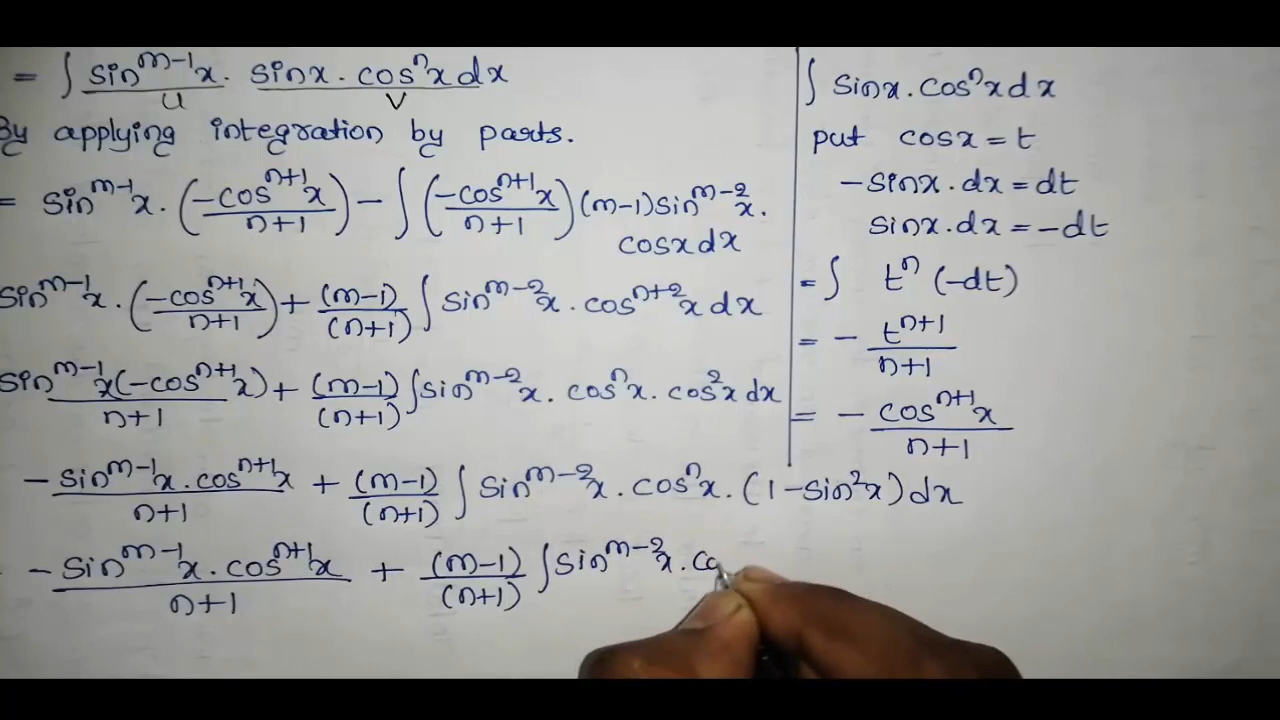 = ∫ sin^{m-1}x . sinx . cos^n x dx
U V
By applying integration by parts.
= sin^{m-1}x . (-cos^{n+1}x / n+1) - ∫ (-cos^{n+1}x / n+1) (m-1) sin^{m-2}x .
cosx dx
sin^{m-1}x . (-cos^{n+1}x / n+1) + (m-1)/(n+1) ∫ sin^{m-2}x . cos^{n+2}x dx
sin^{m-1}x (-cos^{n+1}x) / n+1 + (m-1)/(n+1) ∫ sin^{m-2}x . cos^n x . cos^2 x dx
- sin^{m-1}x . cos^{n+1}x / n+1 + (m-1)/(n+1) ∫ sin^{m-2}x . cos^n x . (1 - sin^2 x) dx
- sin^{m-1}x . cos^{n+1}x / n+1 + (m-1)/(n+1) ∫ sin^{m-2}x . co
∫ sinx . cos^n x dx
put cosx = t
-sinx . dx = dt
sinx . dx = -dt
= ∫ t^n (-dt)
= - t^{n+1} / n+1
= - cos^{n+1}x / n+1